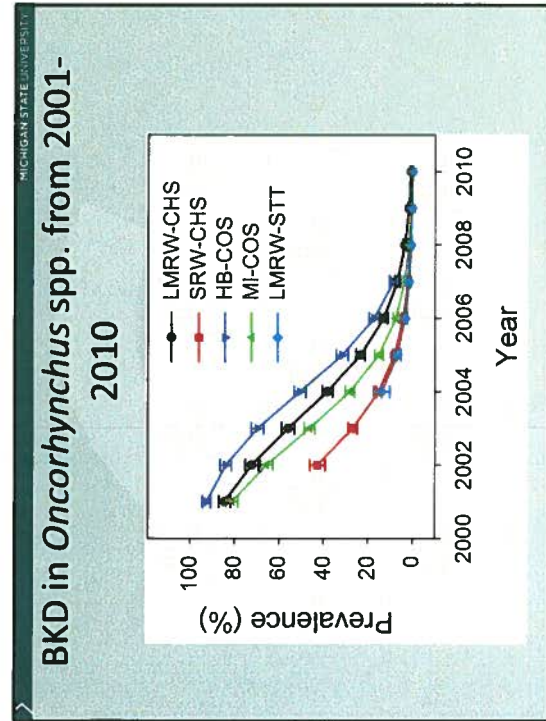 MICHIGAN STATE UNIVERSITY
BKD in Oncorhynchus spp. from 2001-
2010
LMRW-CHS
SRW-CHS
HB-COS
MI-COS
LMRW-STT
Prevalence (%)
100
80
60
40
20
0
2000
2002
2004
2006
2008
2010
Year